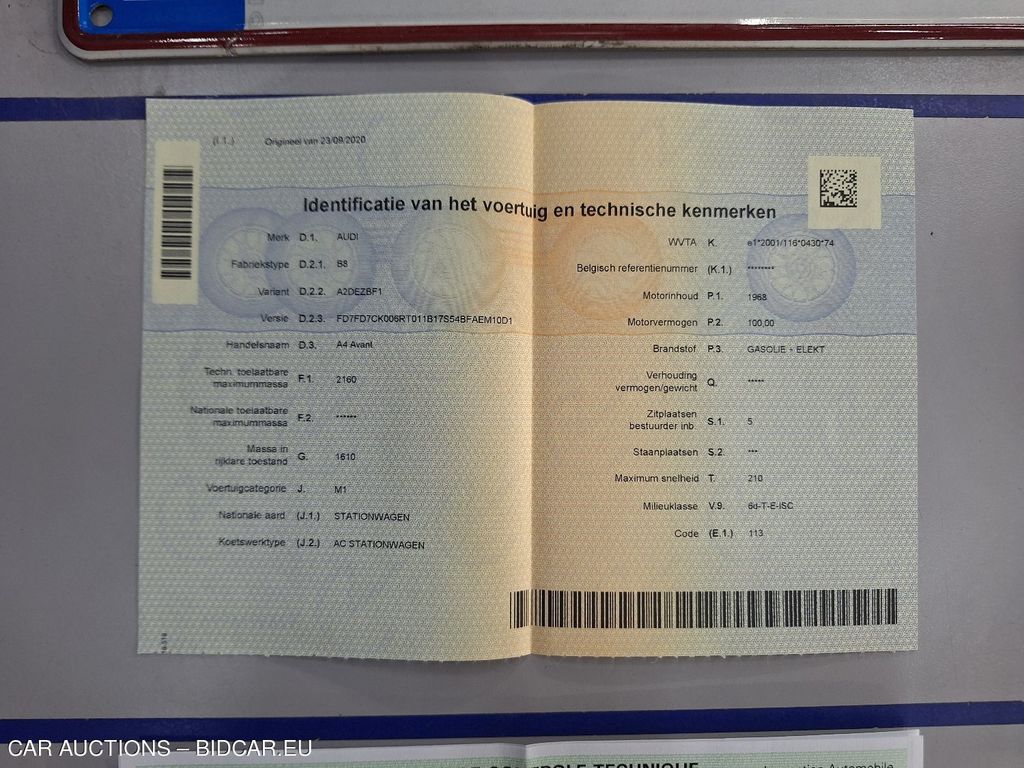 (I.1.) Origineel van 23/09/2020
Identificatie van het voertuig en technische kenmerken
Merk D.1. AUDI
Fabriekstype D.2.1. B8
Variant D.2.2. A2DEZBF1
Versie D.2.3. FD7FD7CK006RT011B17S54BFAEM10D1
Handelsnaam D.3. A4 Avant
Techn. toelaatbare
maximummassa F.1. 2160
Nationale toelaatbare
maximummassa F.2. ******
Massa in
rijklare toestand G. 1610
Voertuigcategorie J. M1
Nationale aard (J.1.) STATIONWAGEN
Koetswerktype (J.2.) AC STATIONWAGEN
WVTA K. e1*2001/116*0430*74
Belgisch referentienummer (K.1.) ********
Motorinhoud P.1. 1968
Motorvermogen P.2. 100,00
Brandstof P.3. GASOLIE - ELEKT
Verhouding
vermogen/gewicht Q. *****
Zitplaatsen
bestuurder inb. S.1. 5
Staanplaatsen S.2. ***
Maximum snelheid T. 210
Milieuklasse V.9. 6d-T-E-ISC
Code (E.1.) 113
CAR AUCTIONS – BIDCAR.EU
CONTROLE TECHNIQUE
Automobile